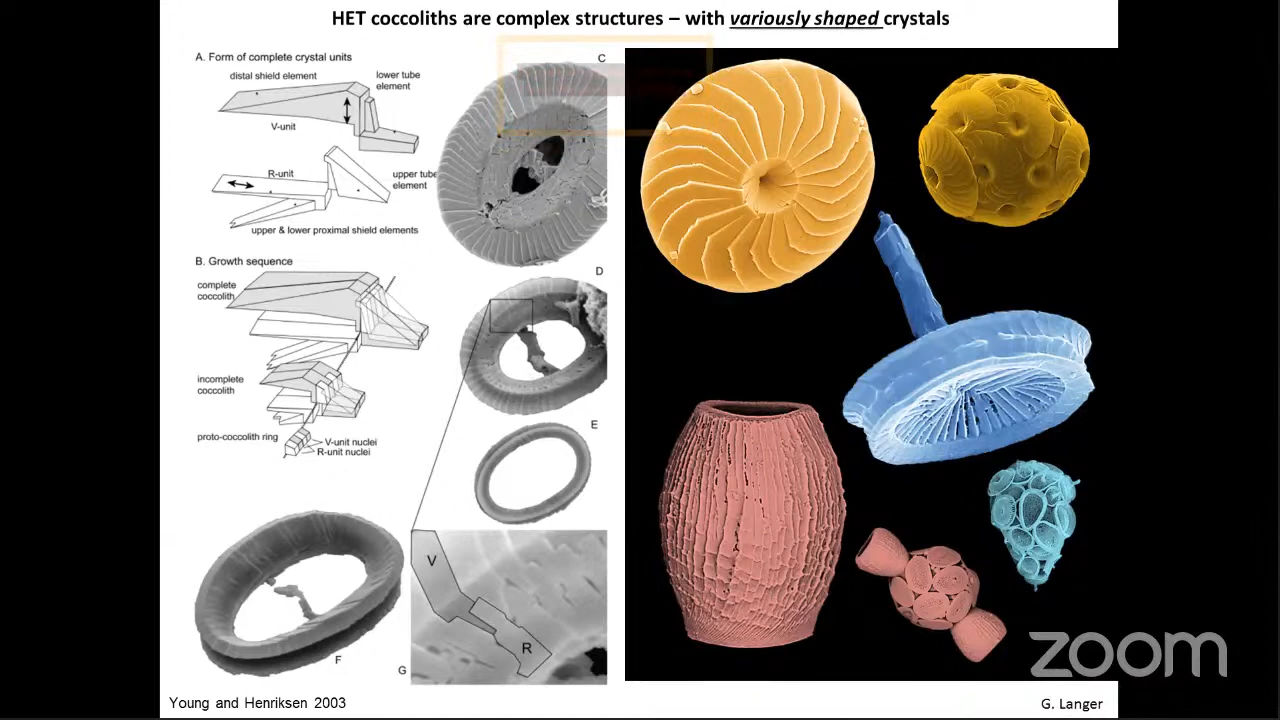 HET coccoliths are complex structures – with variously shaped crystals
A. Form of complete crystal units
distal shield element
lower tube
element
V-unit
R-unit
upper tube
element
upper & lower proximal shield elements
B. Growth sequence
complete
coccolith
incomplete
coccolith
proto-coccolith ring
V-unit nuclei
R-unit nuclei
C
D
E
V
R
F
G
Young and Henriksen 2003
G. Langer
zoom